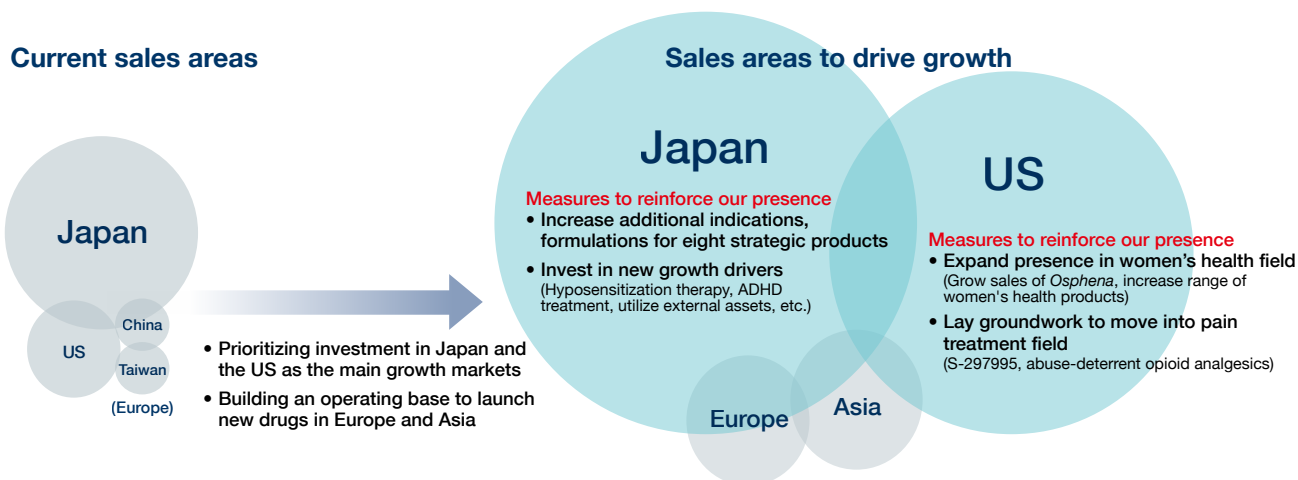 Current sales areas
Japan
US
China
Taiwan
(Europe)
• Prioritizing investment in Japan and
the US as the main growth markets
• Building an operating base to launch
new drugs in Europe and Asia
Sales areas to drive growth
Japan
Measures to reinforce our presence
• Increase additional indications,
formulations for eight strategic products
• Invest in new growth drivers
(Hyposensitization therapy, ADHD
treatment, utilize external assets, etc.)
US
Measures to reinforce our presence
• Expand presence in women’s health field
(Grow sales of Osphena, increase range of
women's health products)
• Lay groundwork to move into pain
treatment field
(S-297995, abuse-deterrent opioid analgesics)
Europe
Asia